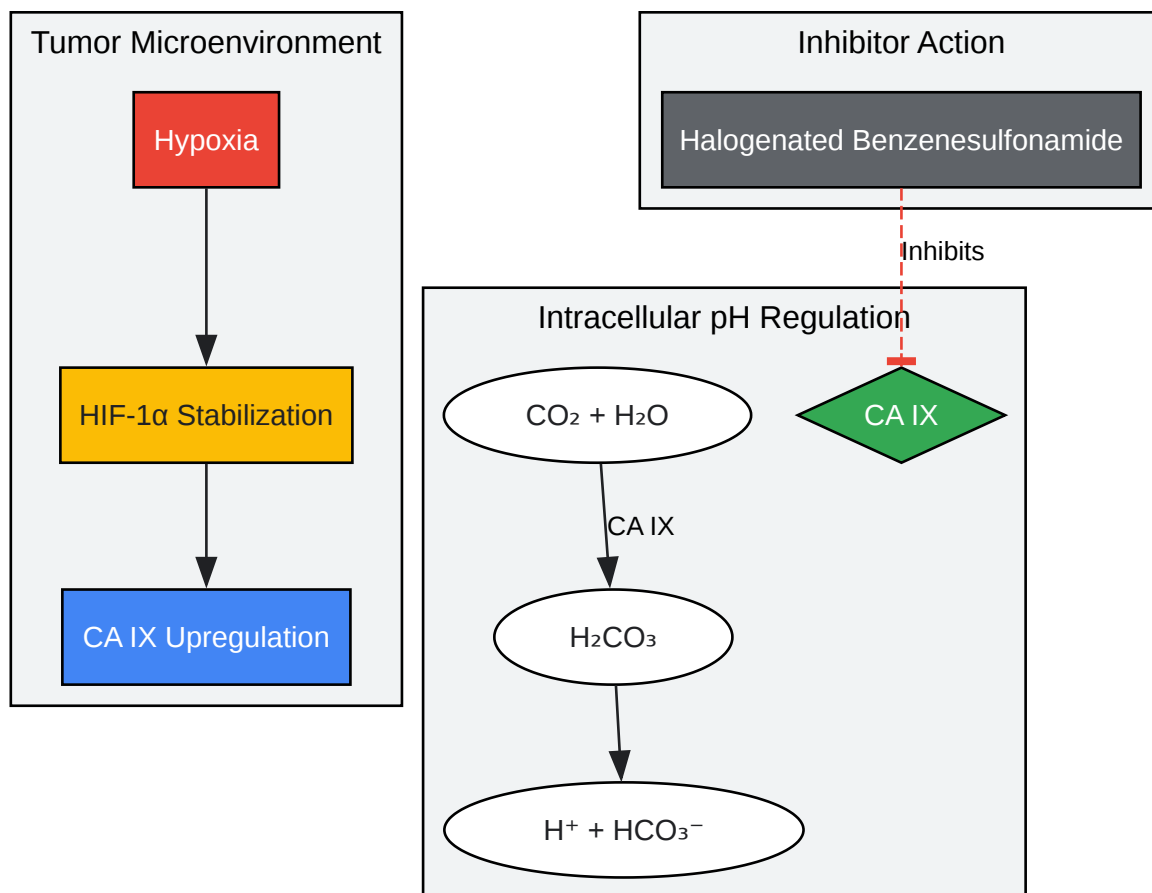 Tumor Microenvironment
Hypoxia
HIF-1α Stabilization
CA IX Upregulation
Inhibitor Action
Halogenated Benzenesulfonamide
Inhibits
Intracellular pH Regulation
CO₂ + H₂O
CA IX
CA IX
H₂CO₃
H⁺ + HCO₃⁻